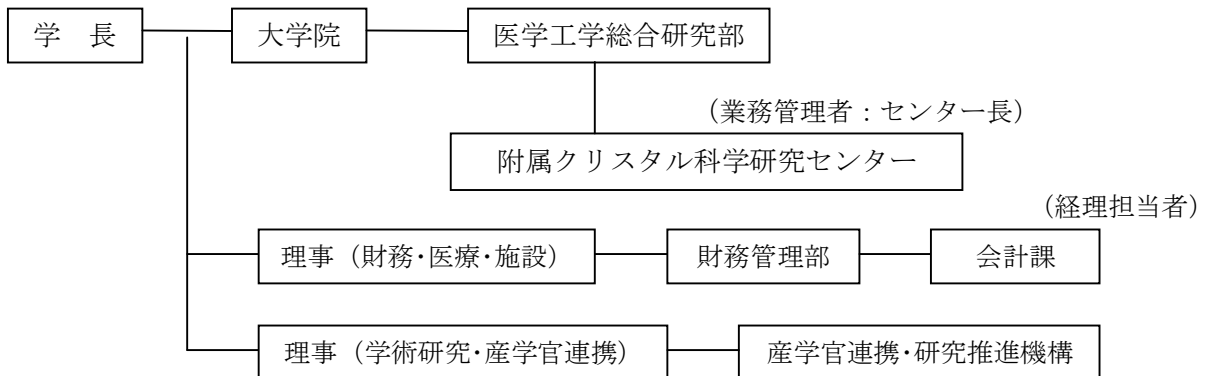 学 長 大学院 医学工学総合研究部
(業務管理者:センター長)
附属クリスタル科学研究センター
(経理担当者)
理事(財務・医療・施設) 財務管理部 会計課
理事(学術研究・産学官連携) 産学官連携・研究推進機構